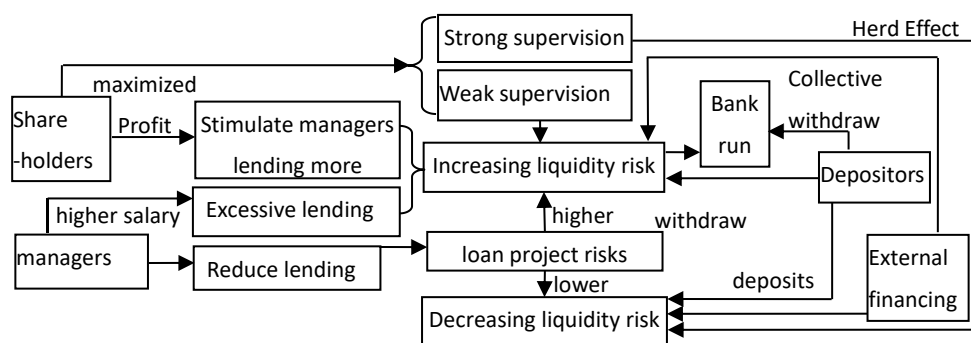 Strong supervision
Herd Effect
maximized
Weak supervision
Collective
withdraw
Share
-holders
Profit
Stimulate managers
lending more
Bank
run
Increasing liquidity risk
Depositors
higher salary
Excessive lending
higher
withdraw
managers
Reduce lending
loan project risks
External
financing
lower
deposits
Decreasing liquidity risk